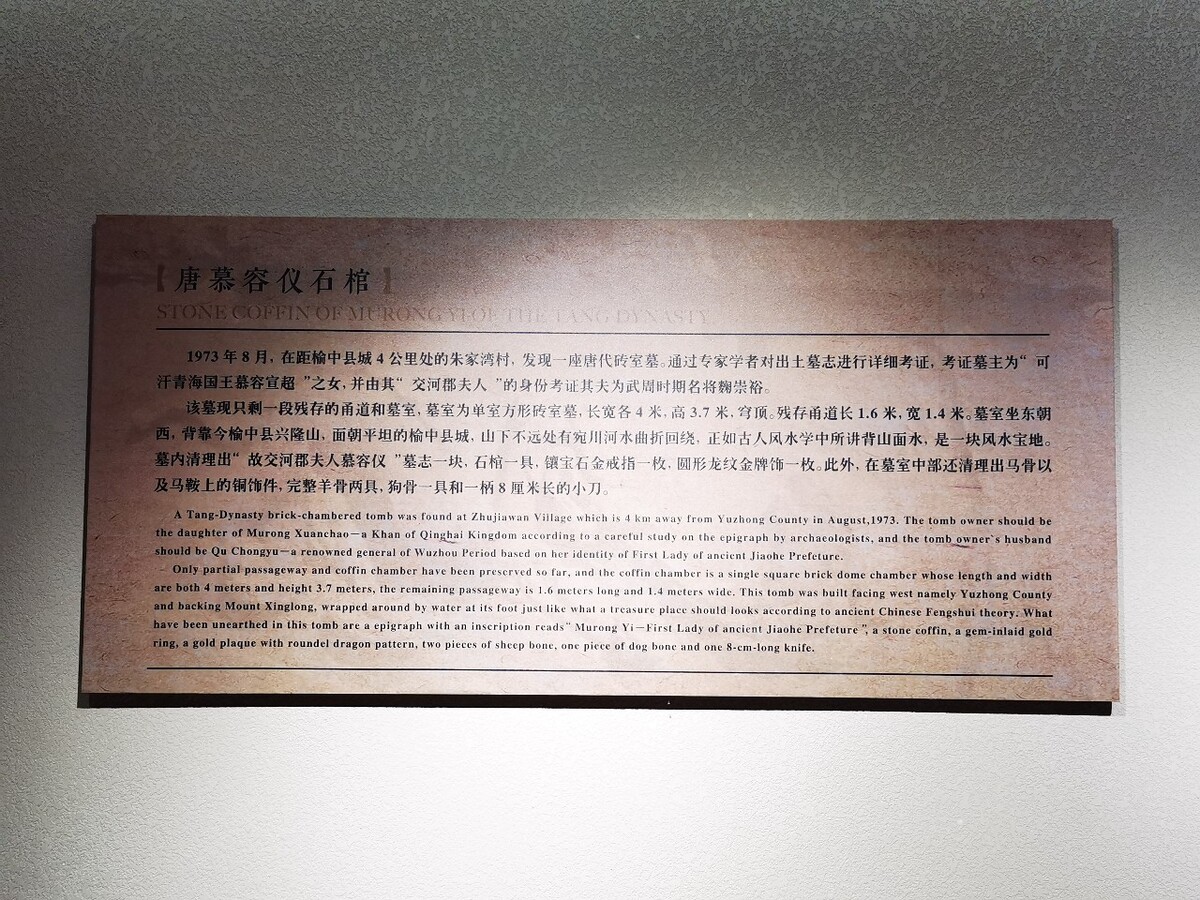 【唐慕容仪石棺】
STONE COFFIN OF MURONG YI OF THE TANG DYNASTY
1973 年 8 月，在距榆中县城 4 公里处的朱家湾村，发现一座唐代砖室墓。通过专家学者对出土墓志进行详细考证，考证墓主为“ 可
汗青海国王慕容宣超 ”之女，并由其“ 交河郡夫人 ”的身份考证其夫为武周时期名将麴崇裕。
该墓现只剩一段残存的甬道和墓室，墓室为单室方形砖室墓，长宽各 4 米，高 3.7 米，穹顶。残存甬道长 1.6 米，宽 1.4 米。墓室坐东朝
西，背靠今榆中县兴隆山，面朝平坦的榆中县城，山下不远处有宛川河水曲折回绕，正如古人风水学中所讲背山面水，是一块风水宝地。
墓内清理出“ 故交河郡夫人慕容仪 ”墓志一块，石棺一具，镶宝石金戒指一枚，圆形龙纹金牌饰一枚。此外，在墓室中部还清理出马骨以
及马鞍上的铜饰件，完整羊骨两具，狗骨一具和一柄 8 厘米长的小刀。
A Tang-Dynasty brick-chambered tomb was found at Zhujiawan Village which is 4 km away from Yuzhong County in August,1973. The tomb owner should be
the daughter of Murong Xuanchao—a Khan of Qinghai Kingdom according to a careful study on the epigraph by archaeologists, and the tomb owner`s husband
should be Qu Chongyu—a renowned general of Wuzhou Period based on her identity of First Lady of ancient Jiaohe Prefeture.
Only partial passageway and coffin chamber have been preserved so far, and the coffin chamber is a single square brick dome chamber whose length and width
are both 4 meters and height 3.7 meters, the remaining passageway is 1.6 meters long and 1.4 meters wide. This tomb was built facing west namely Yuzhong County
and backing Mount Xinglong, wrapped around by water at its foot just like what a treasure place should looks according to ancient Chinese Fengshui theory. What
have been unearthed in this tomb are a epigraph with an inscription reads" Murong Yi—First Lady of ancient Jiaohe Prefeture ", a stone coffin, a gem-inlaid gold
ring, a gold plaque with roundel dragon pattern, two pieces of sheep bone, one piece of dog bone and one 8-cm-long knife.